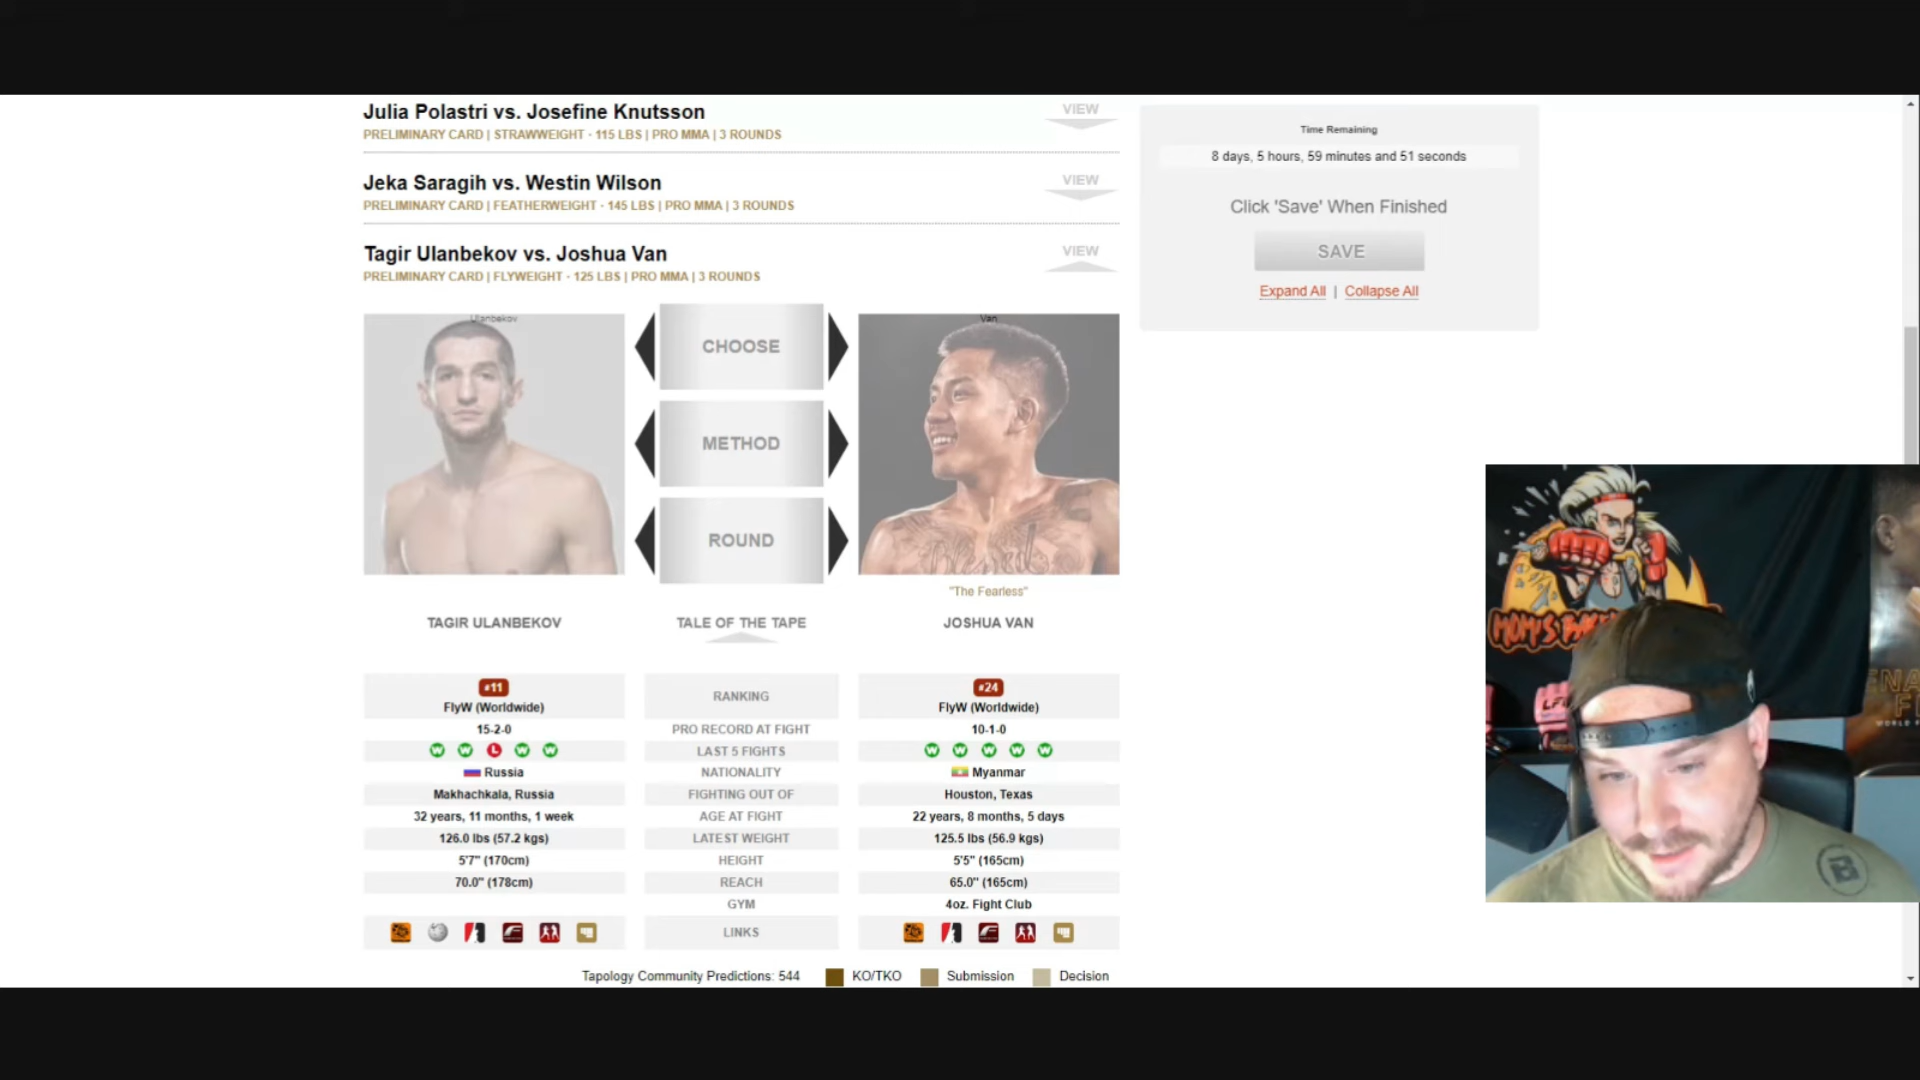 Julia Polastri vs. Josefine Knutsson
VIEW
PRELIMINARY CARD | STRAWWEIGHT · 115 LBS | PRO MMA | 3 ROUNDS
Jeka Saragih vs. Westin Wilson
VIEW
PRELIMINARY CARD | FEATHERWEIGHT · 145 LBS | PRO MMA | 3 ROUNDS
Tagir Ulanbekov vs. Joshua Van
VIEW
PRELIMINARY CARD | FLYWEIGHT · 125 LBS | PRO MMA | 3 ROUNDS
Time Remaining
8 days, 5 hours, 59 minutes and 51 seconds
Click 'Save' When Finished
SAVE
Expand All | Collapse All
Ulanbekov
Van
CHOOSE
METHOD
ROUND
Blessed
"The Fearless"
TAGIR ULANBEKOV TALE OF THE TAPE JOSHUA VAN
#11 RANKING #24
FlyW (Worldwide) FlyW (Worldwide)
15-2-0 PRO RECORD AT FIGHT 10-1-0
W W L W W LAST 5 FIGHTS W W W W W
Russia NATIONALITY Myanmar
Makhachkala, Russia FIGHTING OUT OF Houston, Texas
32 years, 11 months, 1 week AGE AT FIGHT 22 years, 8 months, 5 days
126.0 lbs (57.2 kgs) LATEST WEIGHT 125.5 lbs (56.9 kgs)
5'7" (170cm) HEIGHT 5'5" (165cm)
70.0" (178cm) REACH 65.0" (165cm)
GYM 4oz. Fight Club
LINKS
Tapology Community Predictions: 544 KO/TKO Submission Decision
MOM'S
LF
ENA
F
WORLD